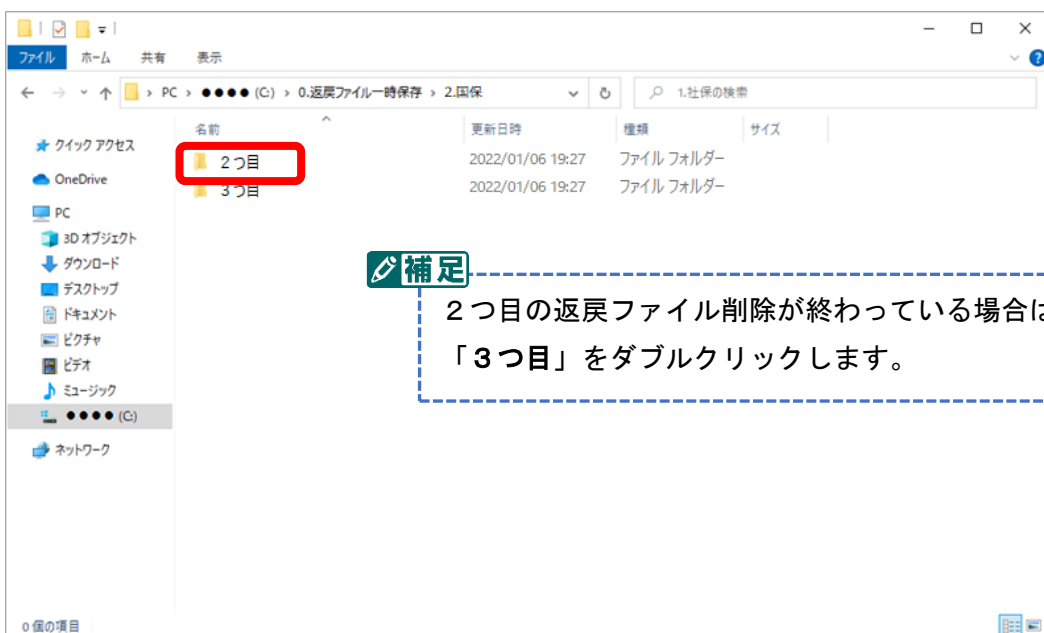 ファイル ホーム 共有 表示
PC › ●●●● (C:) › 0.返戻ファイル一時保存 › 2.国保 1.社保の検索
名前 更新日時 種類 サイズ
クイック アクセス
２つ目 2022/01/06 19:27 ファイル フォルダー
OneDrive
３つ目 2022/01/06 19:27 ファイル フォルダー
PC
3D オブジェクト
ダウンロード
デスクトップ
ドキュメント
ピクチャ
ビデオ
ミュージック
●●●● (C:)
ネットワーク
補足
２つ目の返戻ファイル削除が終わっている場合は
「３つ目」をダブルクリックします。
0 個の項目